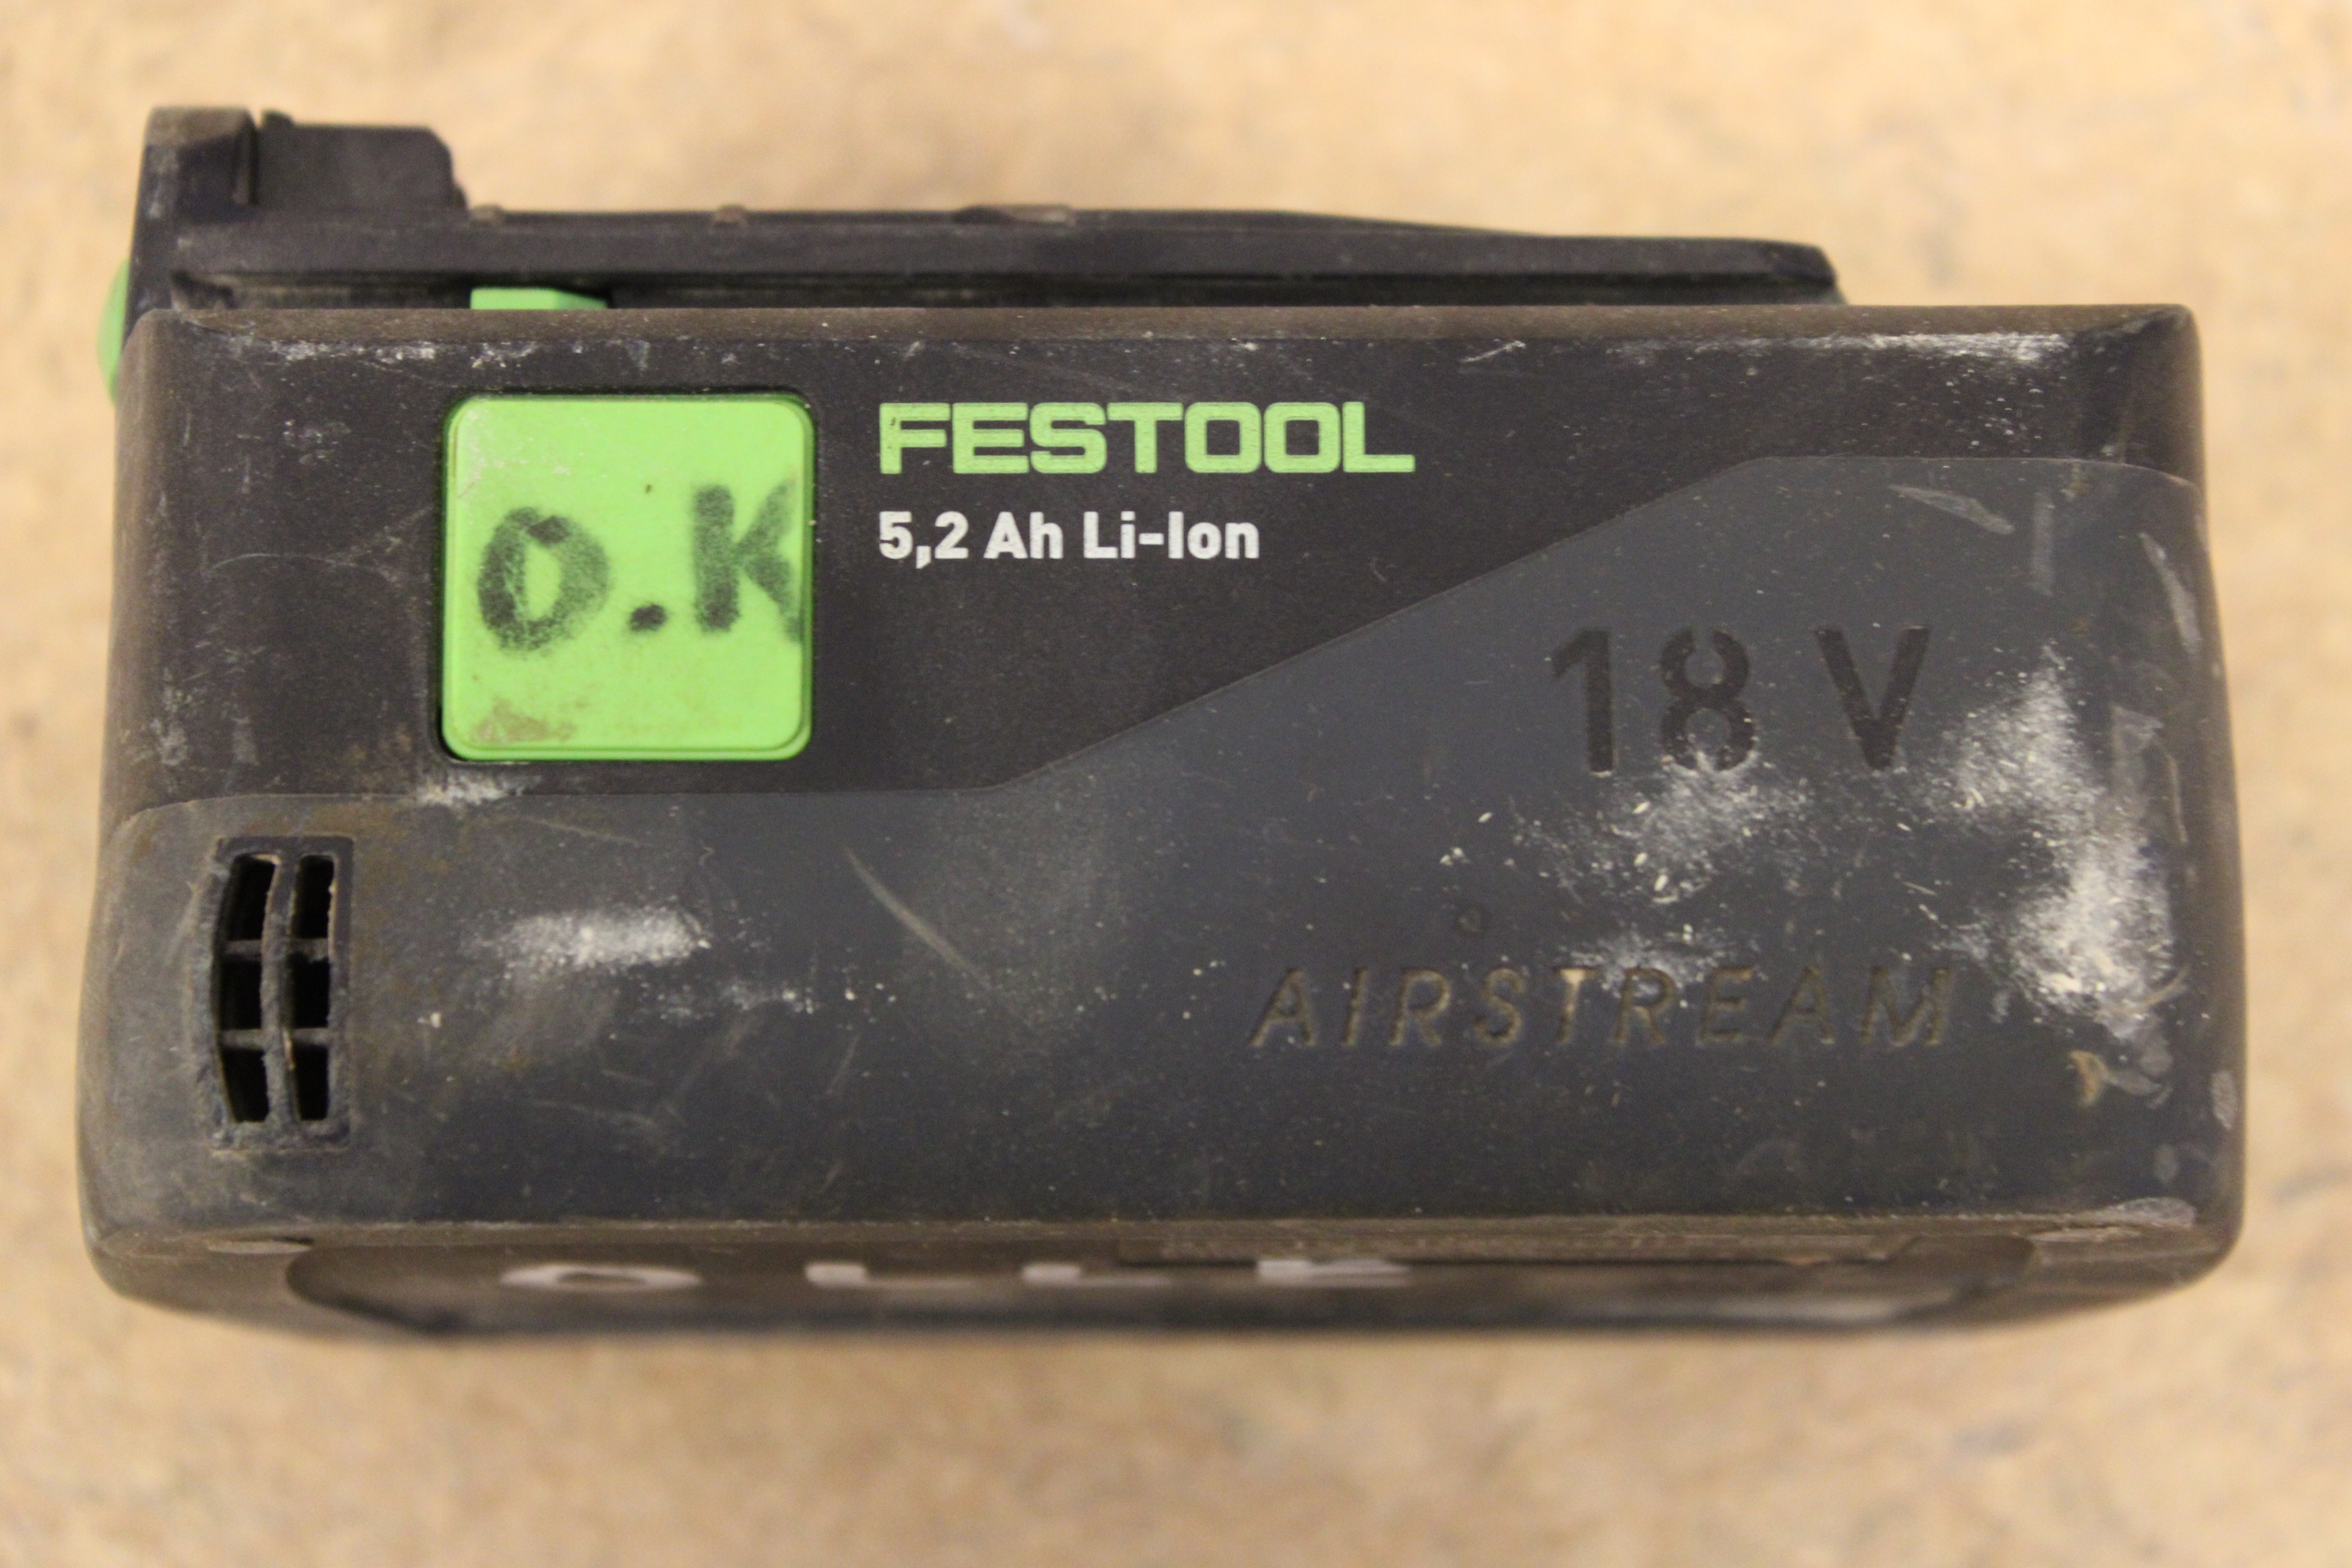 FESTOOL
5,2 Ah Li-Ion
O.K
18 V
AIRSTREAM